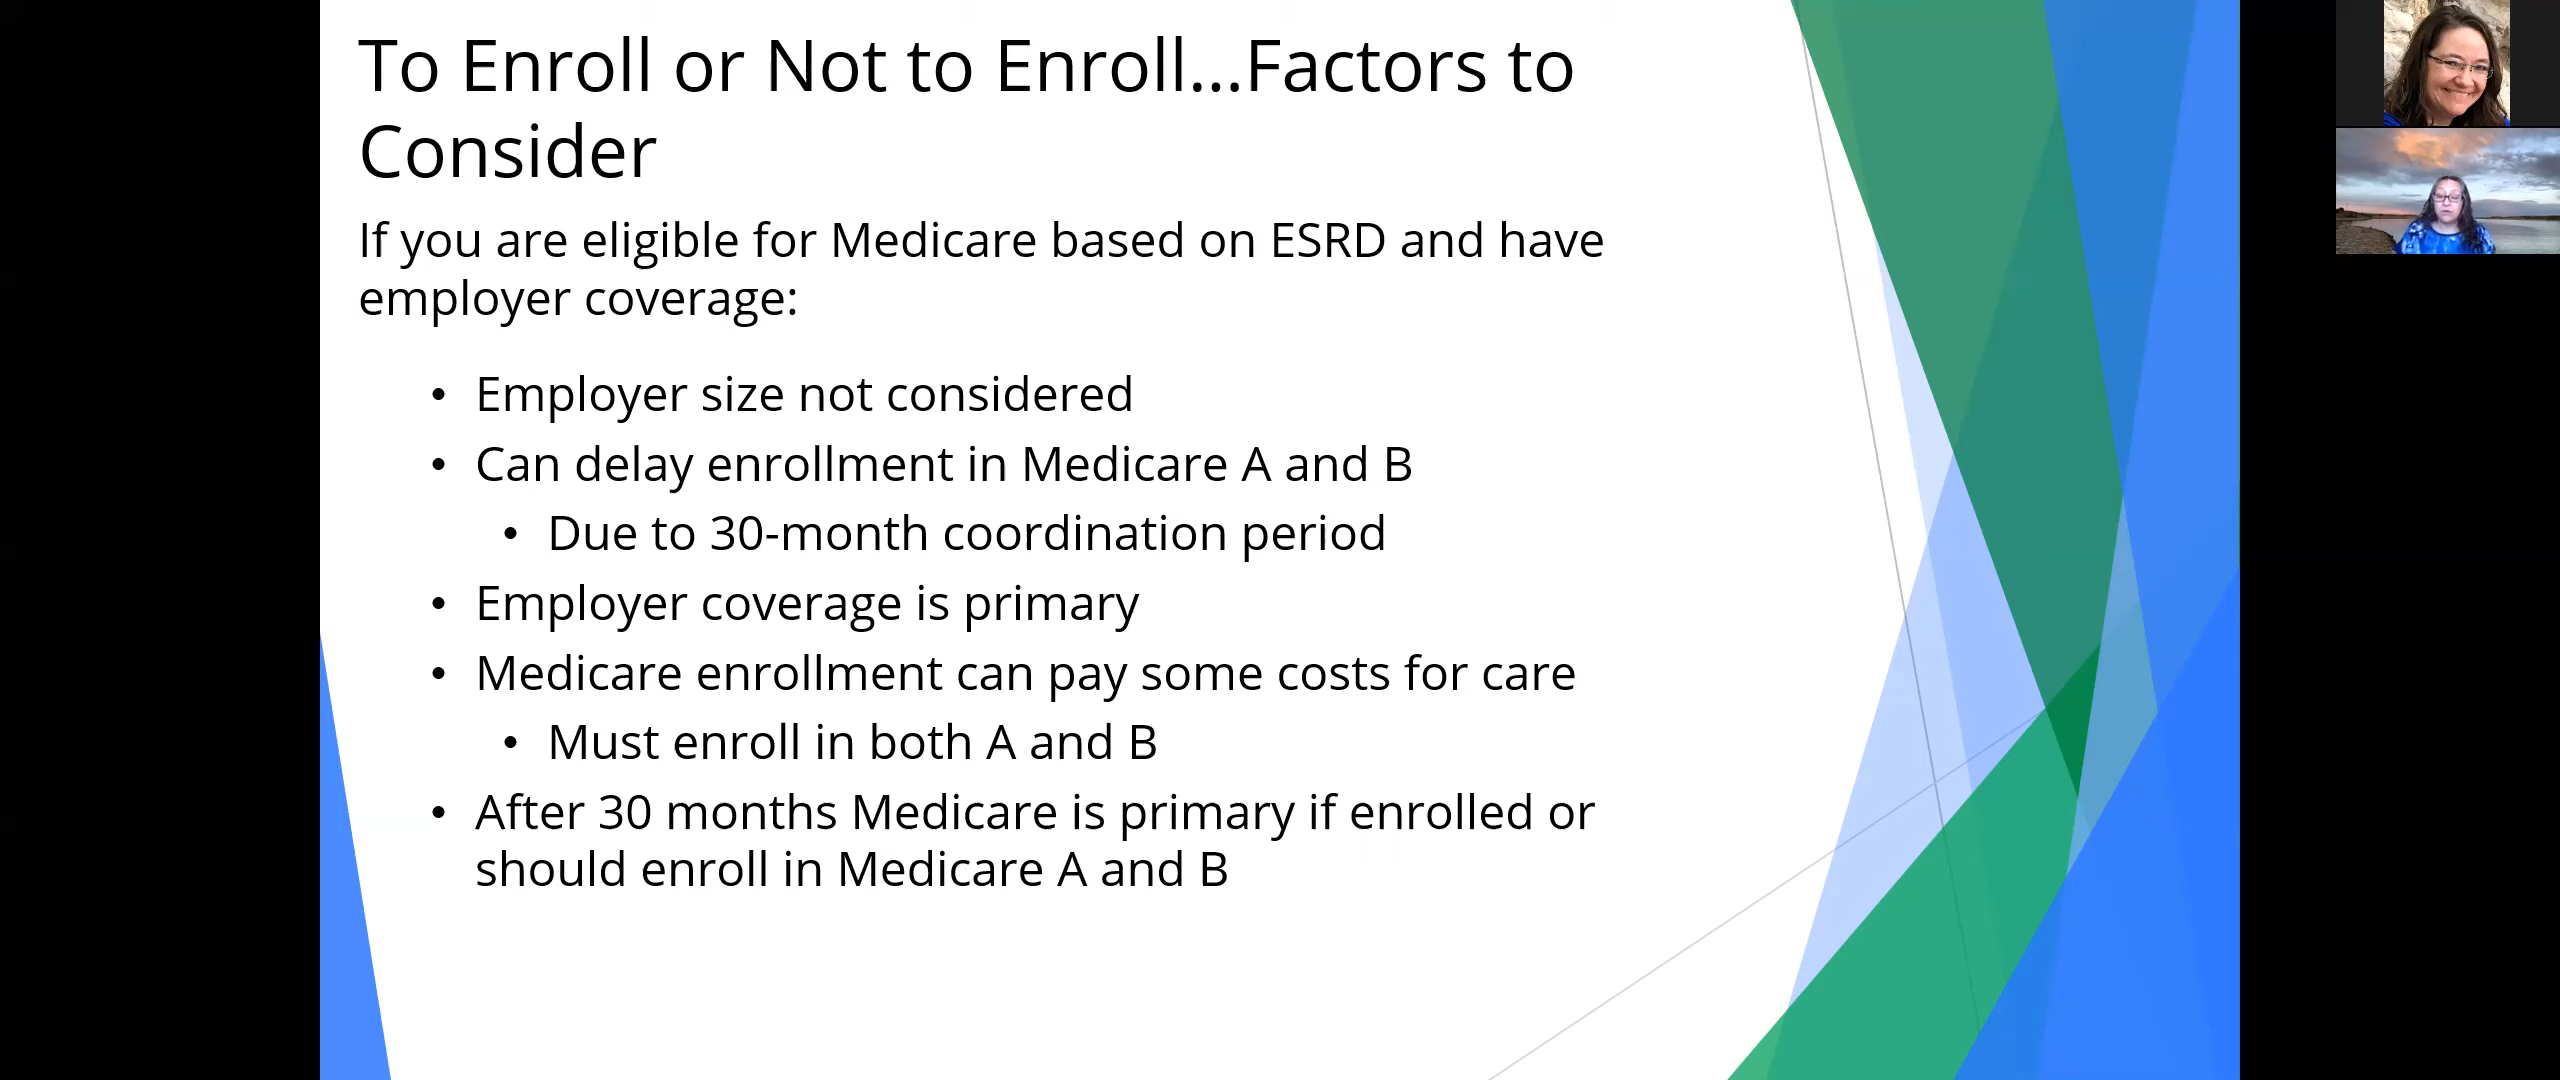 To Enroll or Not to Enroll...Factors to
Consider
If you are eligible for Medicare based on ESRD and have
employer coverage:
• Employer size not considered
• Can delay enrollment in Medicare A and B
• Due to 30-month coordination period
• Employer coverage is primary
• Medicare enrollment can pay some costs for care
• Must enroll in both A and B
• After 30 months Medicare is primary if enrolled or
should enroll in Medicare A and B